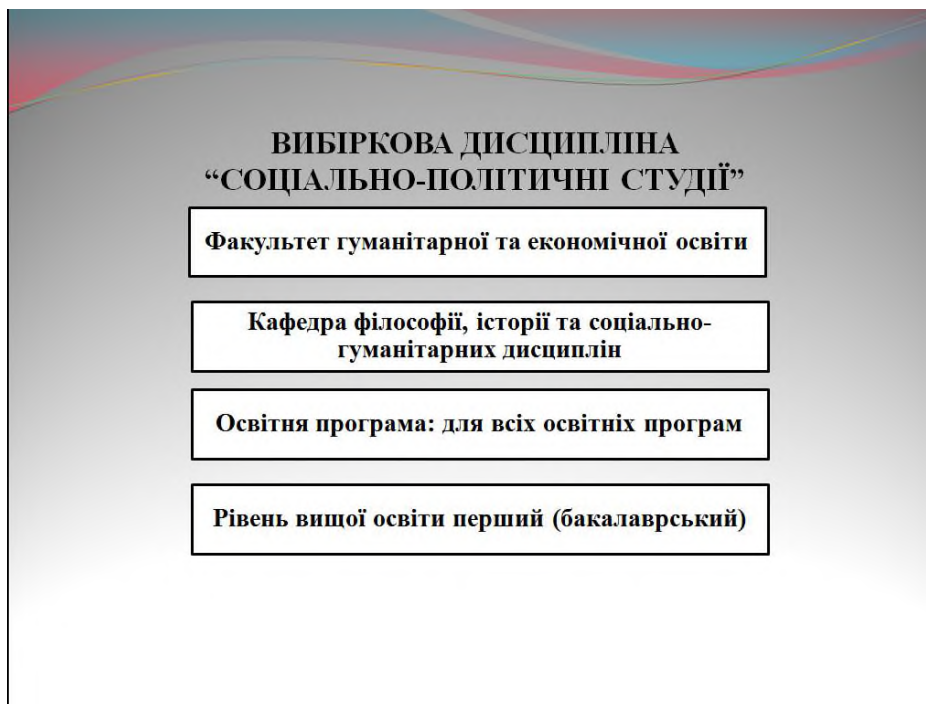 ВИБІРКОВА ДИСЦИПЛІНА
“СОЦІАЛЬНО-ПОЛІТИЧНІ СТУДІЇ”
Факультет гуманітарної та економічної освіти
Кафедра філософії, історії та соціально-
гуманітарних дисциплін
Освітня програма: для всіх освітніх програм
Рівень вищої освіти перший (бакалаврський)